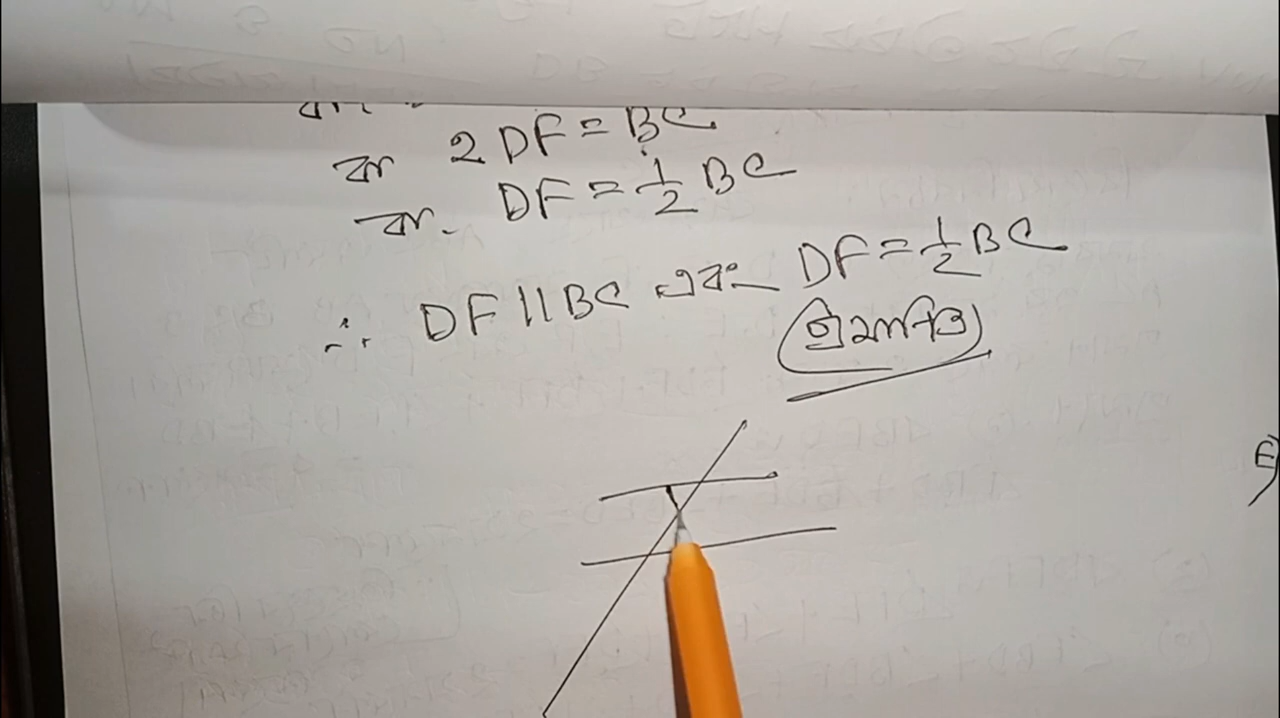 বা 2DF = BC
বা. DF = 1/2 BC
∴ DF || BC এবং DF = 1/2 BC
(প্রমাণিত)
E)